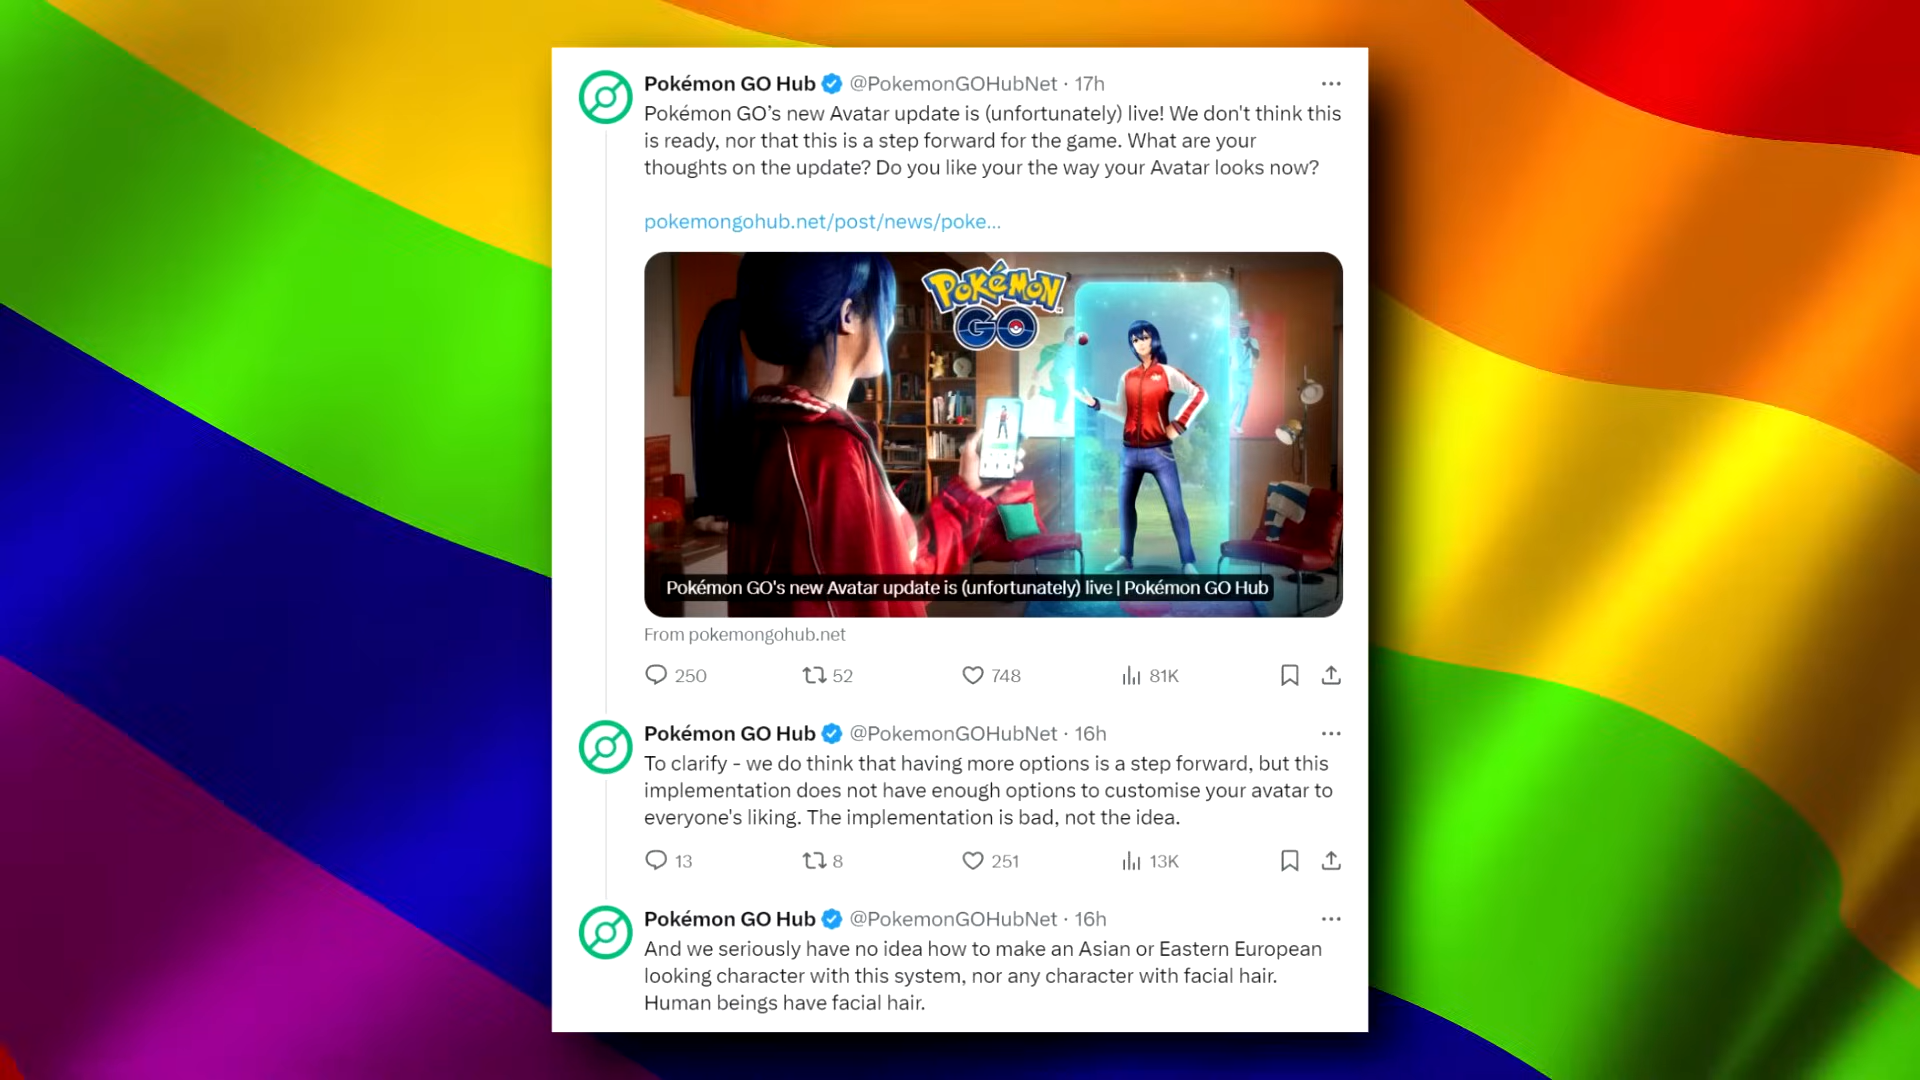 Pokémon GO Hub @PokemonGOHubNet · 17h
Pokémon GO’s new Avatar update is (unfortunately) live! We don't think this
is ready, nor that this is a step forward for the game. What are your
thoughts on the update? Do you like your the way your Avatar looks now?
pokemongohub.net/post/news/poke...
POKéMON
GO
Pokémon GO's new Avatar update is (unfortunately) live | Pokémon GO Hub
From pokemongohub.net
250 52 748 81K
Pokémon GO Hub @PokemonGOHubNet · 16h
To clarify - we do think that having more options is a step forward, but this
implementation does not have enough options to customise your avatar to
everyone's liking. The implementation is bad, not the idea.
13 8 251 13K
Pokémon GO Hub @PokemonGOHubNet · 16h
And we seriously have no idea how to make an Asian or Eastern European
looking character with this system, nor any character with facial hair.
Human beings have facial hair.